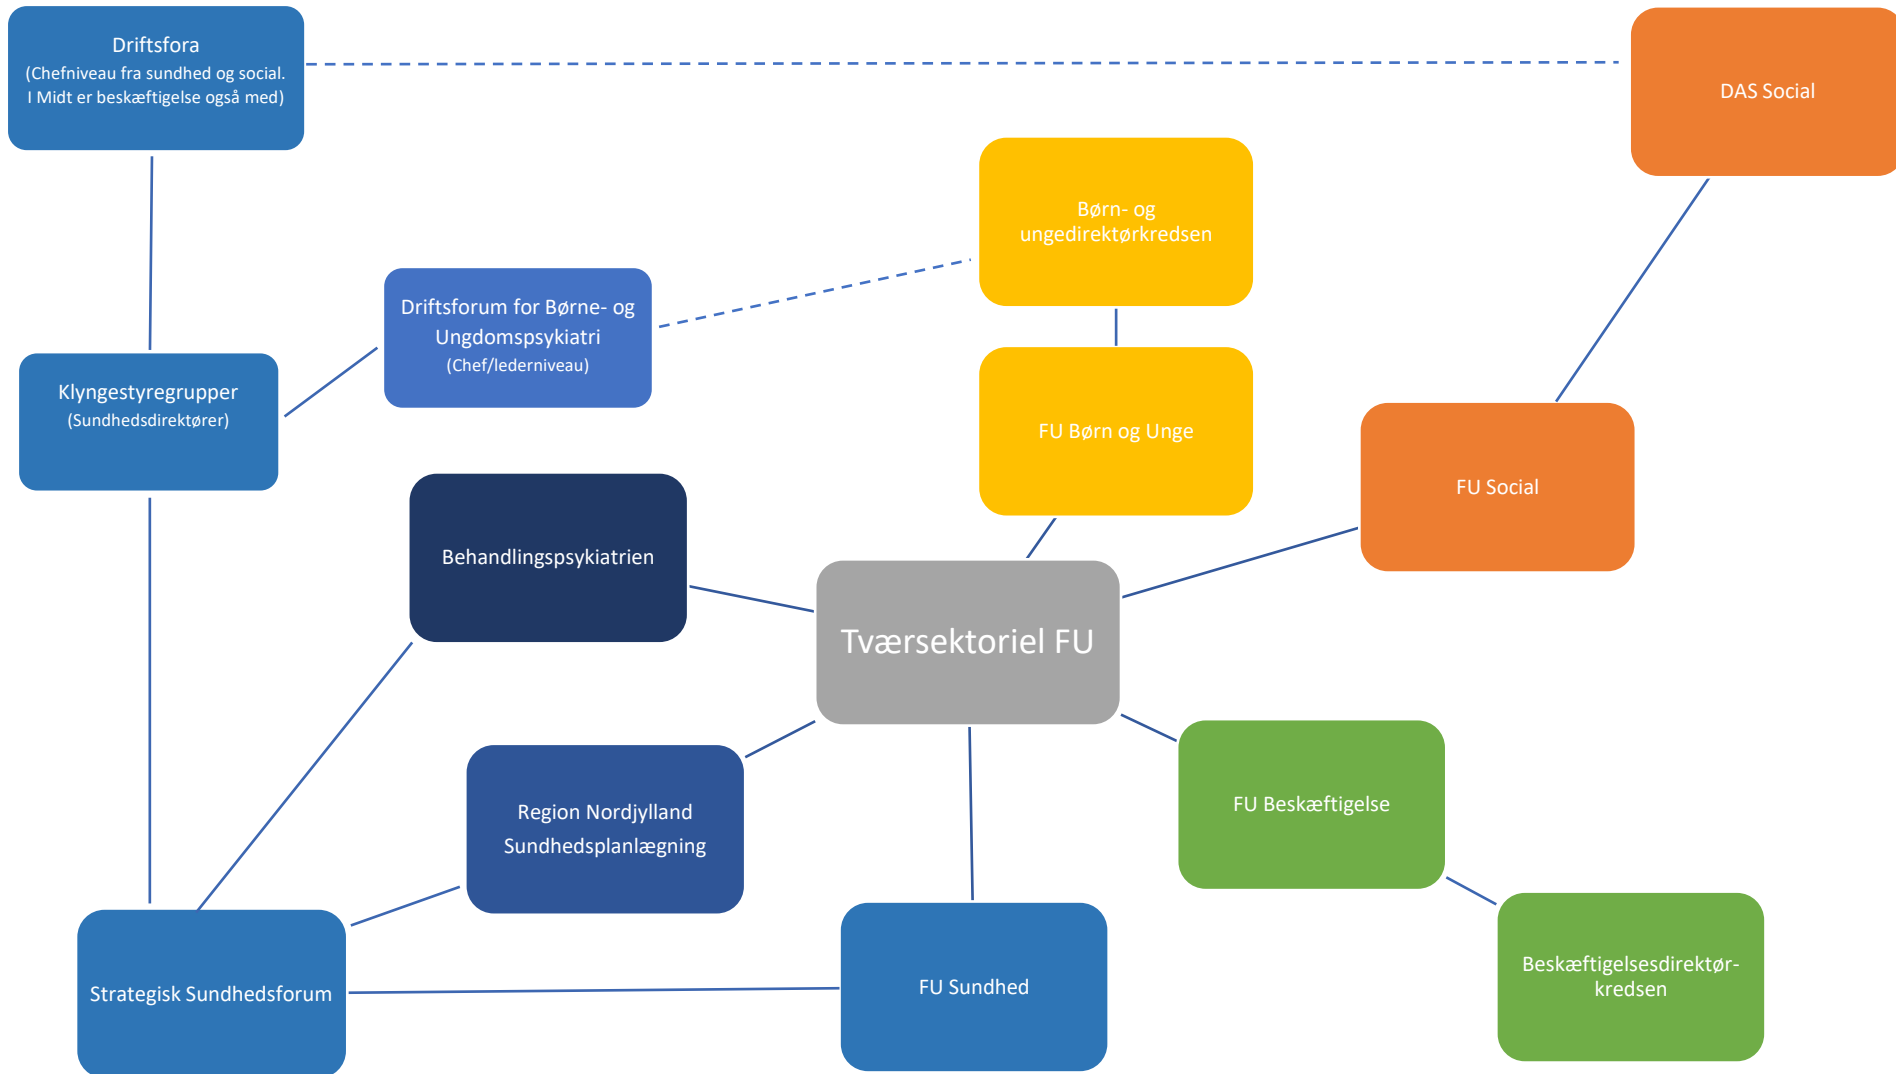 Driftsfora
(Chefniveau fra sundhed og social.
I Midt er beskæftigelse også med)
DAS Social
Børn- og
ungedirektørkredsen
Driftsforum for Børne- og
Ungdomspsykiatri
(Chef/lederniveau)
Klyngestyregrupper
(Sundhedsdirektører)
FU Børn og Unge
FU Social
Behandlingspsykiatrien
Tværsektoriel FU
Region Nordjylland
Sundhedsplanlægning
FU Beskæftigelse
Strategisk Sundhedsforum
FU Sundhed
Beskæftigelsesdirektør-
kredsen